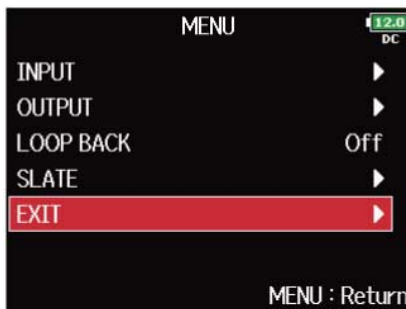 MENU
12.0
DC
INPUT
OUTPUT
LOOP BACK Off
SLATE
EXIT
MENU : Return